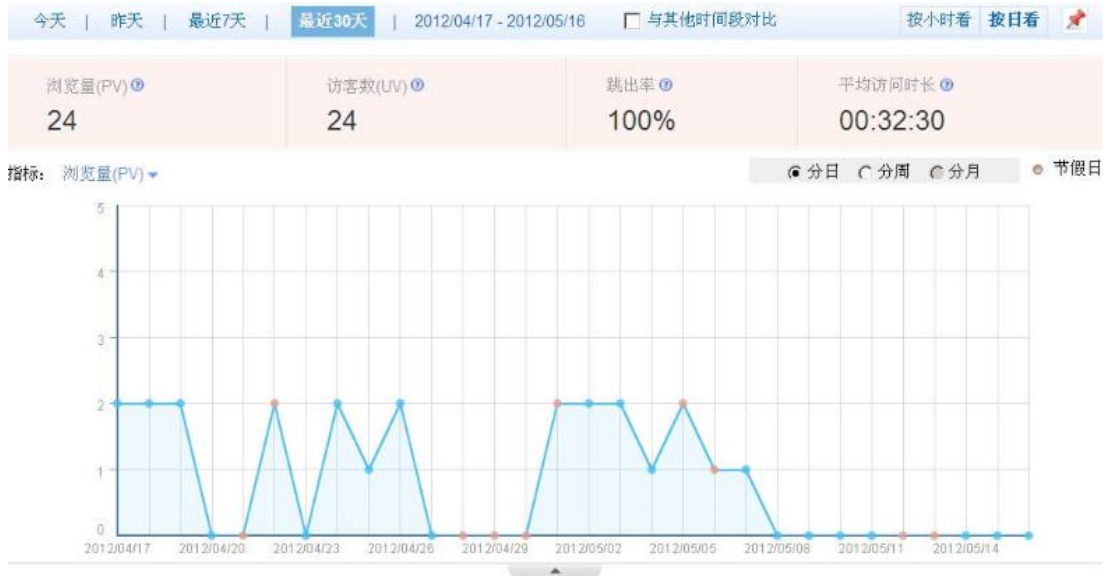 今天 | 昨天 | 最近7天 | 最近30天 | 2012/04/17 - 2012/05/16 与其他时间段对比 按小时看 按日看
浏览量(PV) 访客数(UV) 跳出率 平均访问时长
24 24 100% 00:32:30
指标: 浏览量(PV) 分日 分周 分月 节假日
5
4
3
2
1
0
2012/04/17 2012/04/20 2012/04/23 2012/04/26 2012/04/29 2012/05/02 2012/05/05 2012/05/08 2012/05/11 2012/05/14